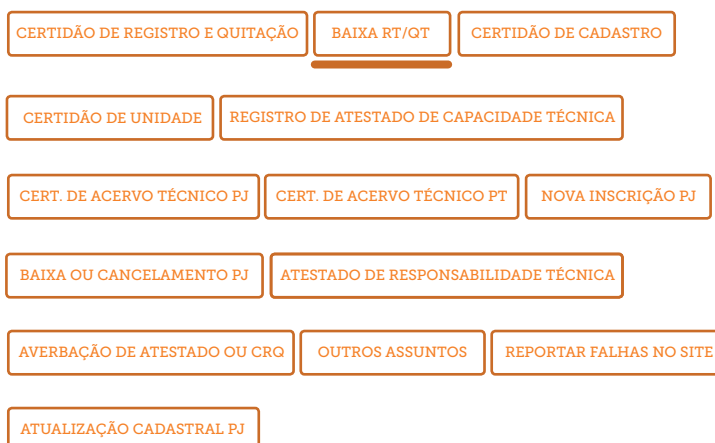 CERTIDÃO DE REGISTRO E QUITAÇÃO
BAIXA RT/QT
CERTIDÃO DE CADASTRO
CERTIDÃO DE UNIDADE
REGISTRO DE ATESTADO DE CAPACIDADE TÉCNICA
CERT. DE ACERVO TÉCNICO PJ
CERT. DE ACERVO TÉCNICO PT
NOVA INSCRIÇÃO PJ
BAIXA OU CANCELAMENTO PJ
ATESTADO DE RESPONSABILIDADE TÉCNICA
AVERBAÇÃO DE ATESTADO OU CRQ
OUTROS ASSUNTOS
REPORTAR FALHAS NO SITE
ATUALIZAÇÃO CADASTRAL PJ